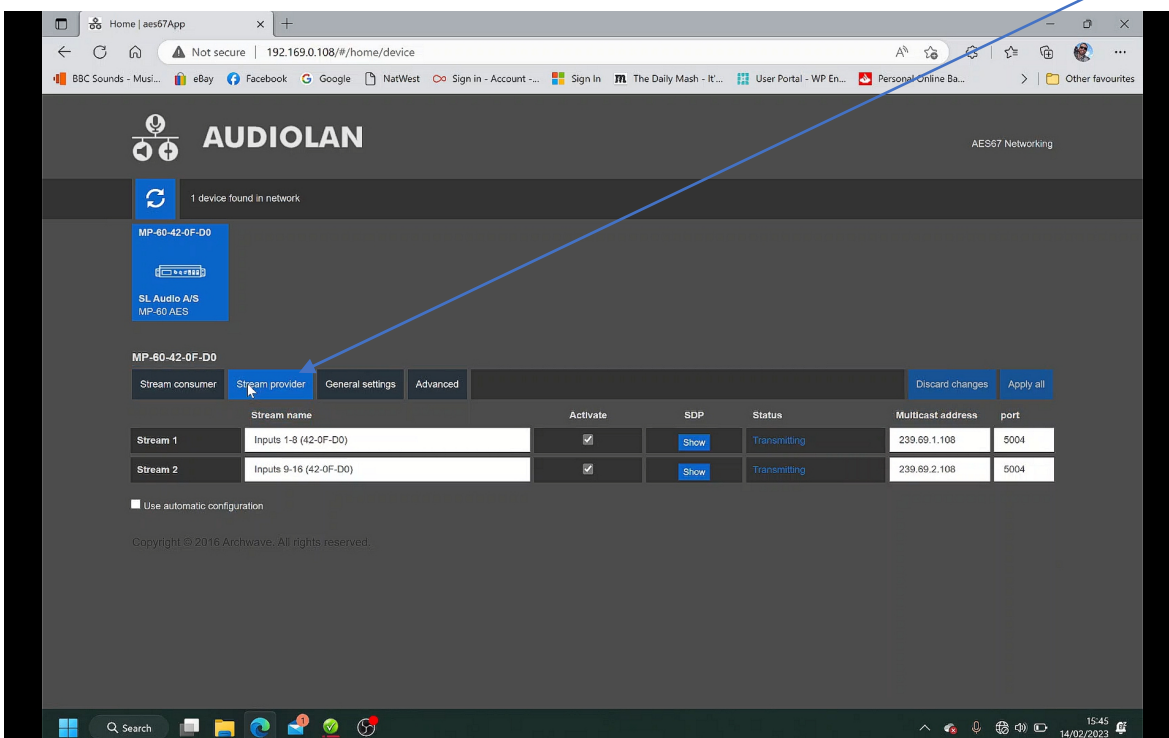 Home | aes67App
Not secure | 192.169.0.108/#/home/device
BBC Sounds - Musi... eBay Facebook Google NatWest Sign in - Account -... Sign In The Daily Mash - It'... User Portal - WP En... Personal Online Ba... Other favourites
AUDIOLAN
AES67 Networking
1 device found in network
MP-60-42-0F-D0
SL Audio A/S
MP-60 AES
MP-60-42-0F-D0
Stream consumer Stream provider General settings Advanced Discard changes Apply all
Stream name Activate SDP Status Multicast address port
Stream 1 Inputs 1-8 (42-0F-D0) Show Transmitting 239.69.1.108 5004
Stream 2 Inputs 9-16 (42-0F-D0) Show Transmitting 239.69.2.108 5004
Use automatic configuration
Copyright © 2016 Archwave. All rights reserved.
Search
15:45
14/02/2023